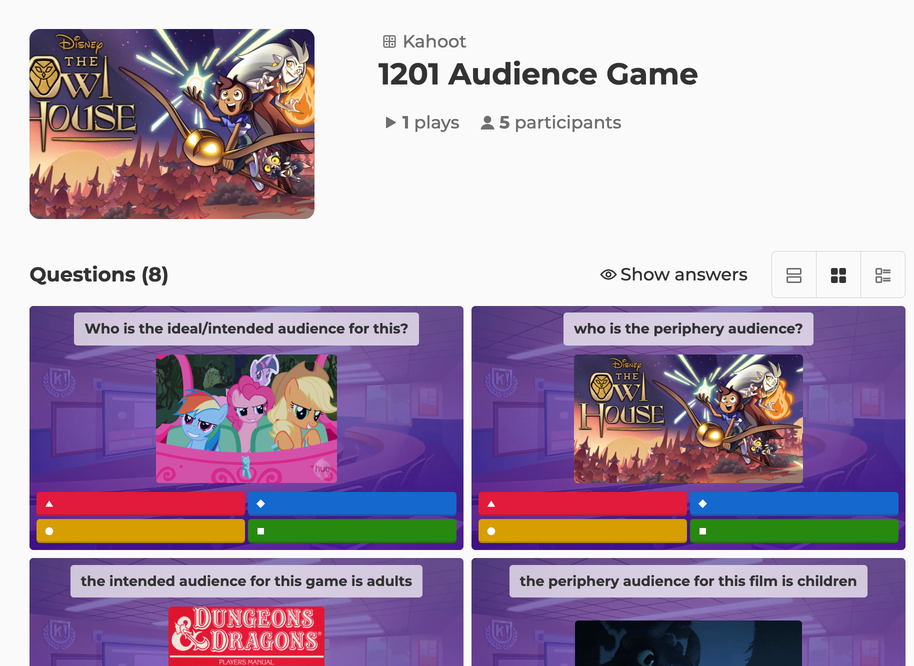 Disney
THE
OWL
HOUSE
Kahoot
1201 Audience Game
1 plays 5 participants
Questions (8)
Show answers
Who is the ideal/intended audience for this?
K!
hub
who is the periphery audience?
K!
Disney
THE
OWL
HOUSE
the intended audience for this game is adults
K!
DUNGEONS
& DRAGONS®
PLAYERS MANUAL
the periphery audience for this film is children
K!